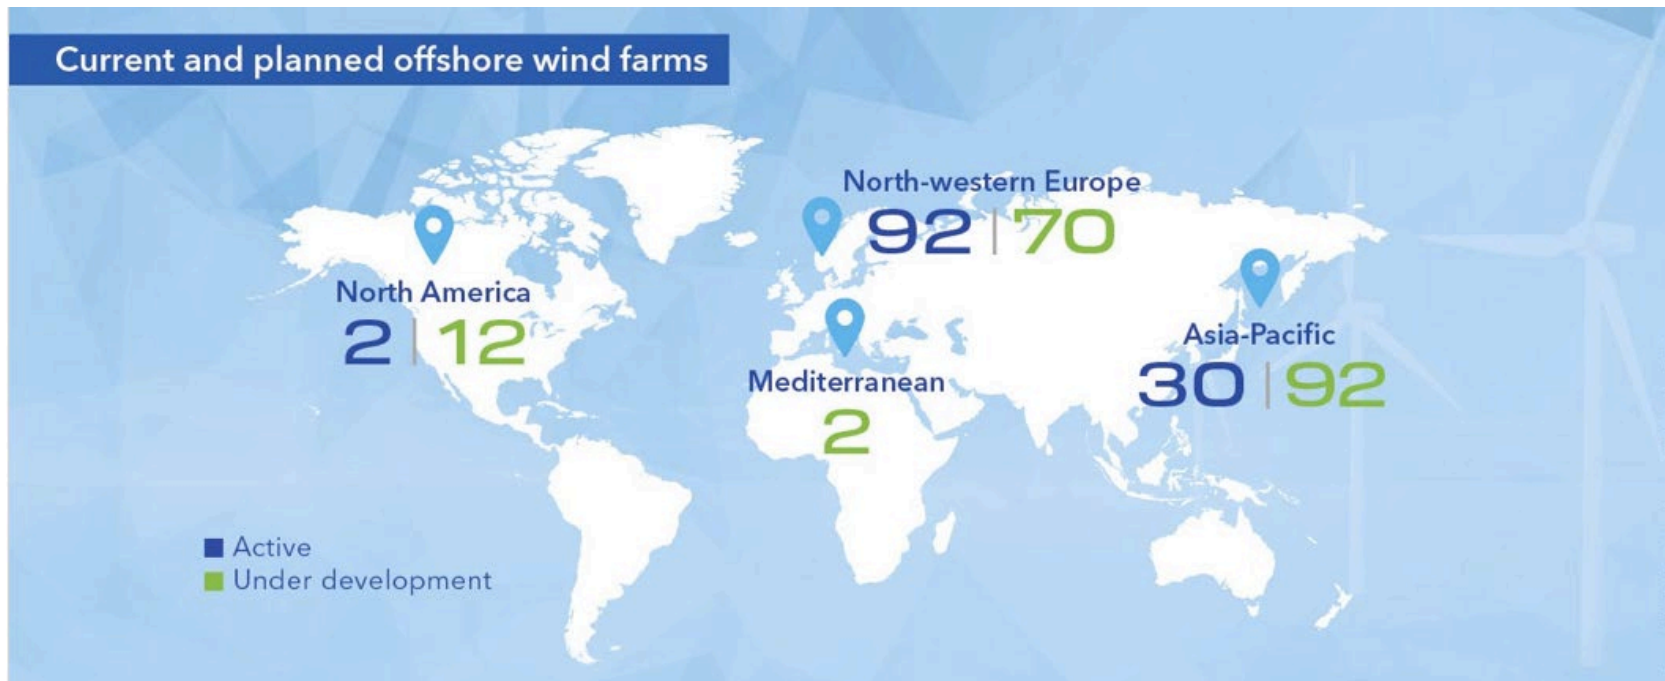 Current and planned offshore wind farms
North-western Europe
92 | 70
North America
2 | 12
Asia-Pacific
30 | 92
Mediterranean
2
Active
Under development